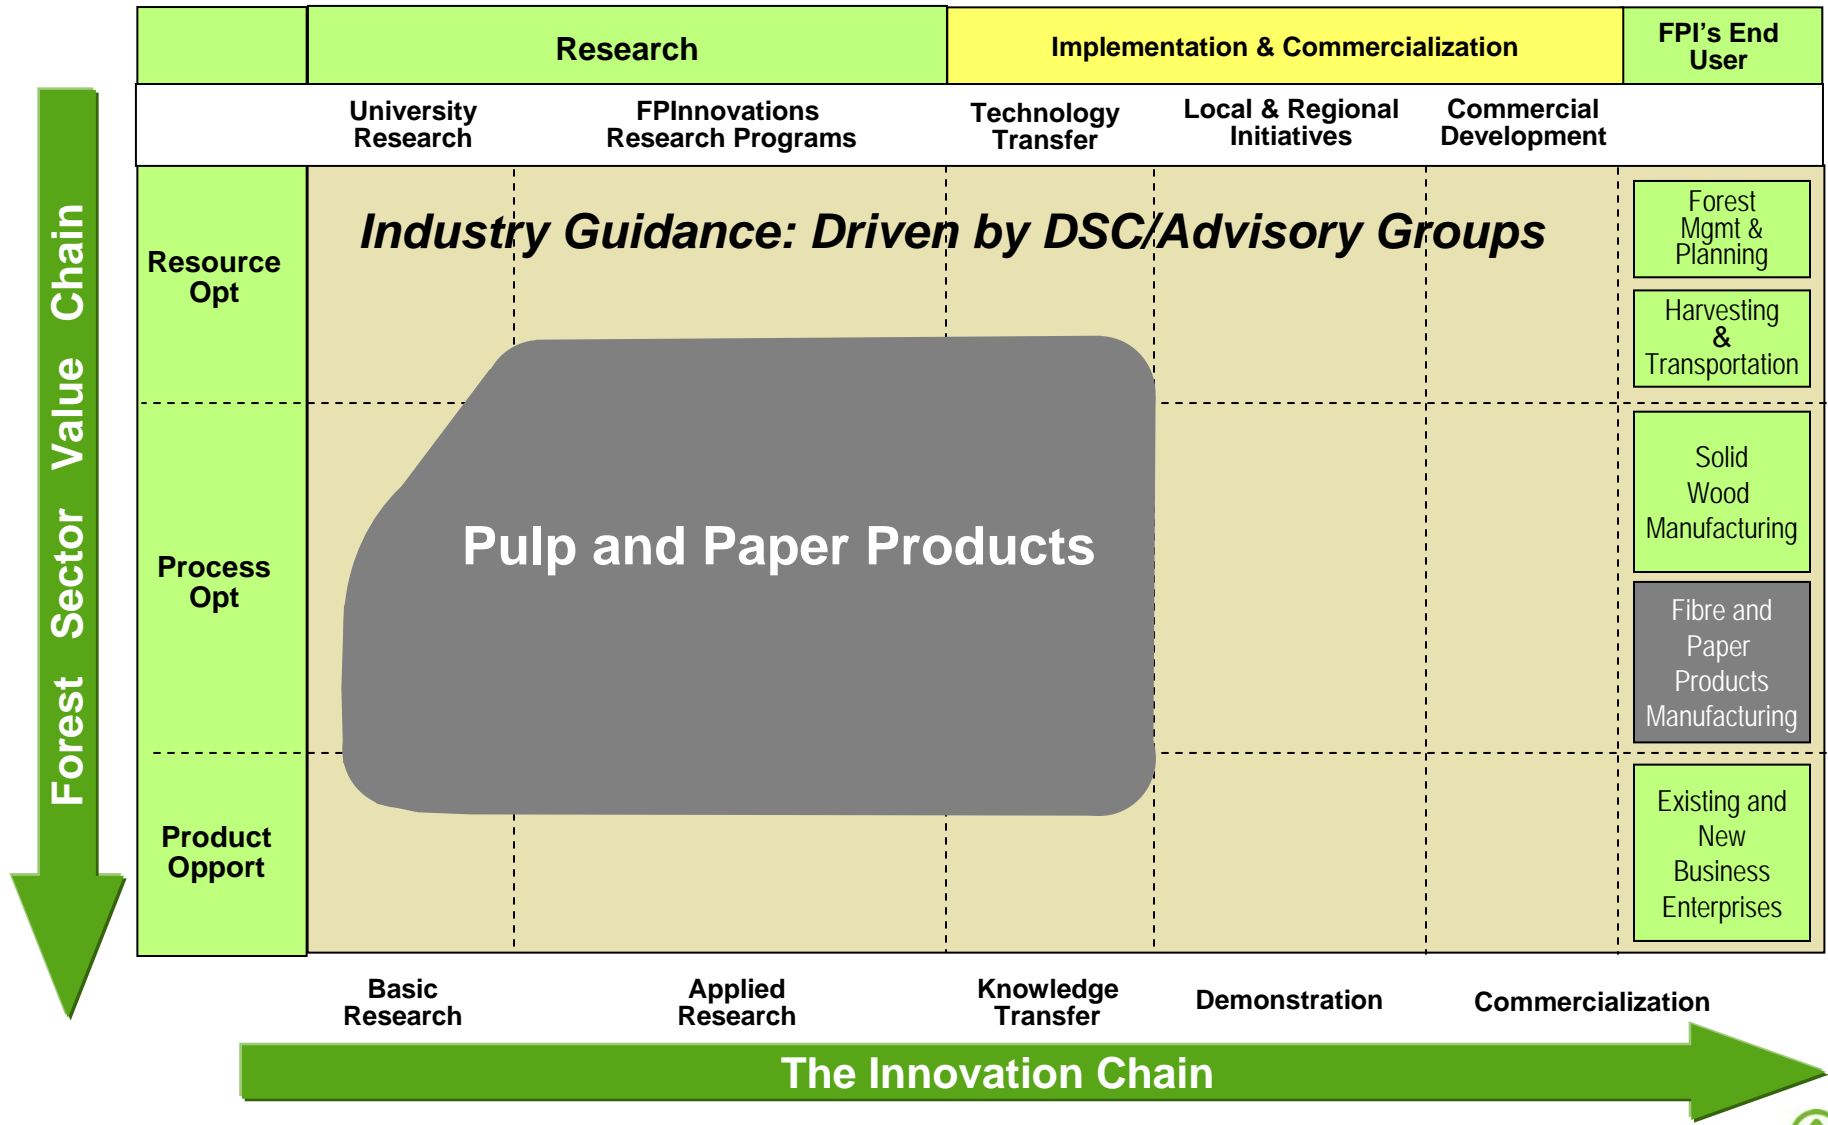 Research
Implementation & Commercialization
FPI's End
User
University
Research
FPInnovations
Research Programs
Technology
Transfer
Local & Regional
Initiatives
Commercial
Development
Forest Sector Value Chain
Industry Guidance: Driven by DSC/Advisory Groups
Resource
Opt
Forest
Mgmt &
Planning
Harvesting
&
Transportation
Process
Opt
Pulp and Paper Products
Solid
Wood
Manufacturing
Fibre and
Paper
Products
Manufacturing
Product
Opport
Existing and
New
Business
Enterprises
Basic
Research
Applied
Research
Knowledge
Transfer
Demonstration
Commercialization
The Innovation Chain